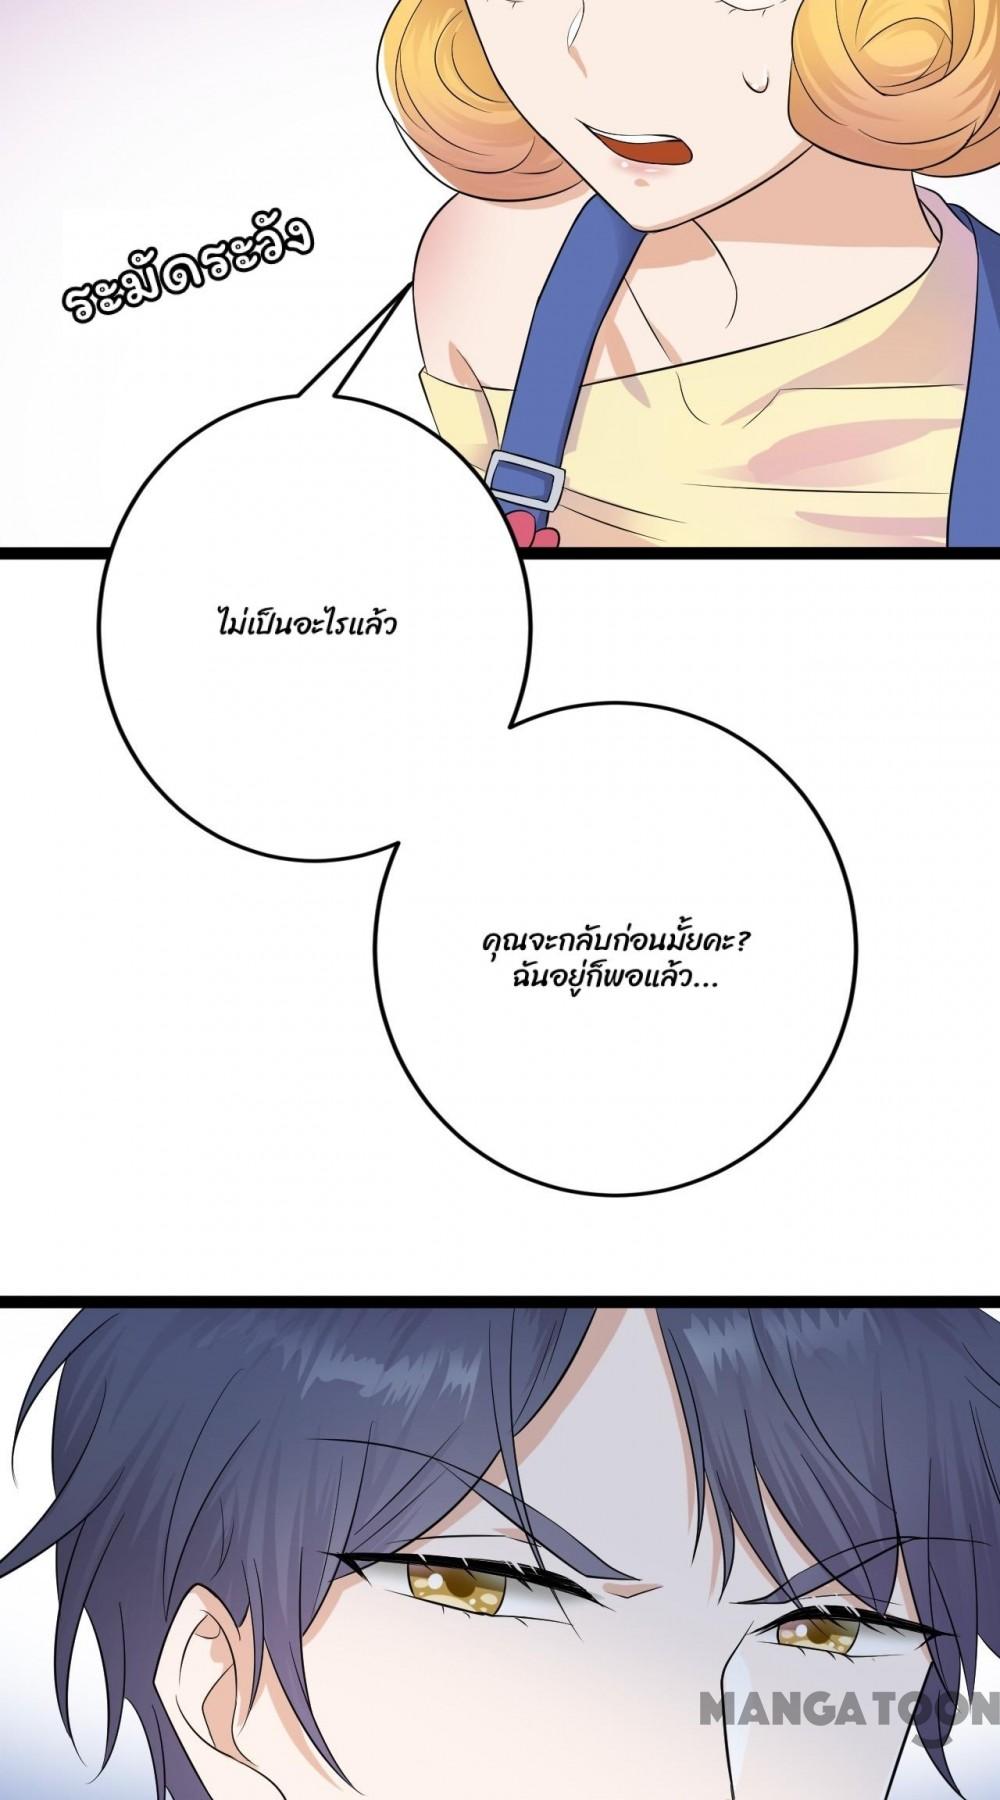 ระมัดระวัง
ไม่เป็นอะไรแล้ว
คุณจะกลับก่อนมั้ยคะ?
ฉันอยู่ก็พอแล้ว...
MANGATOON